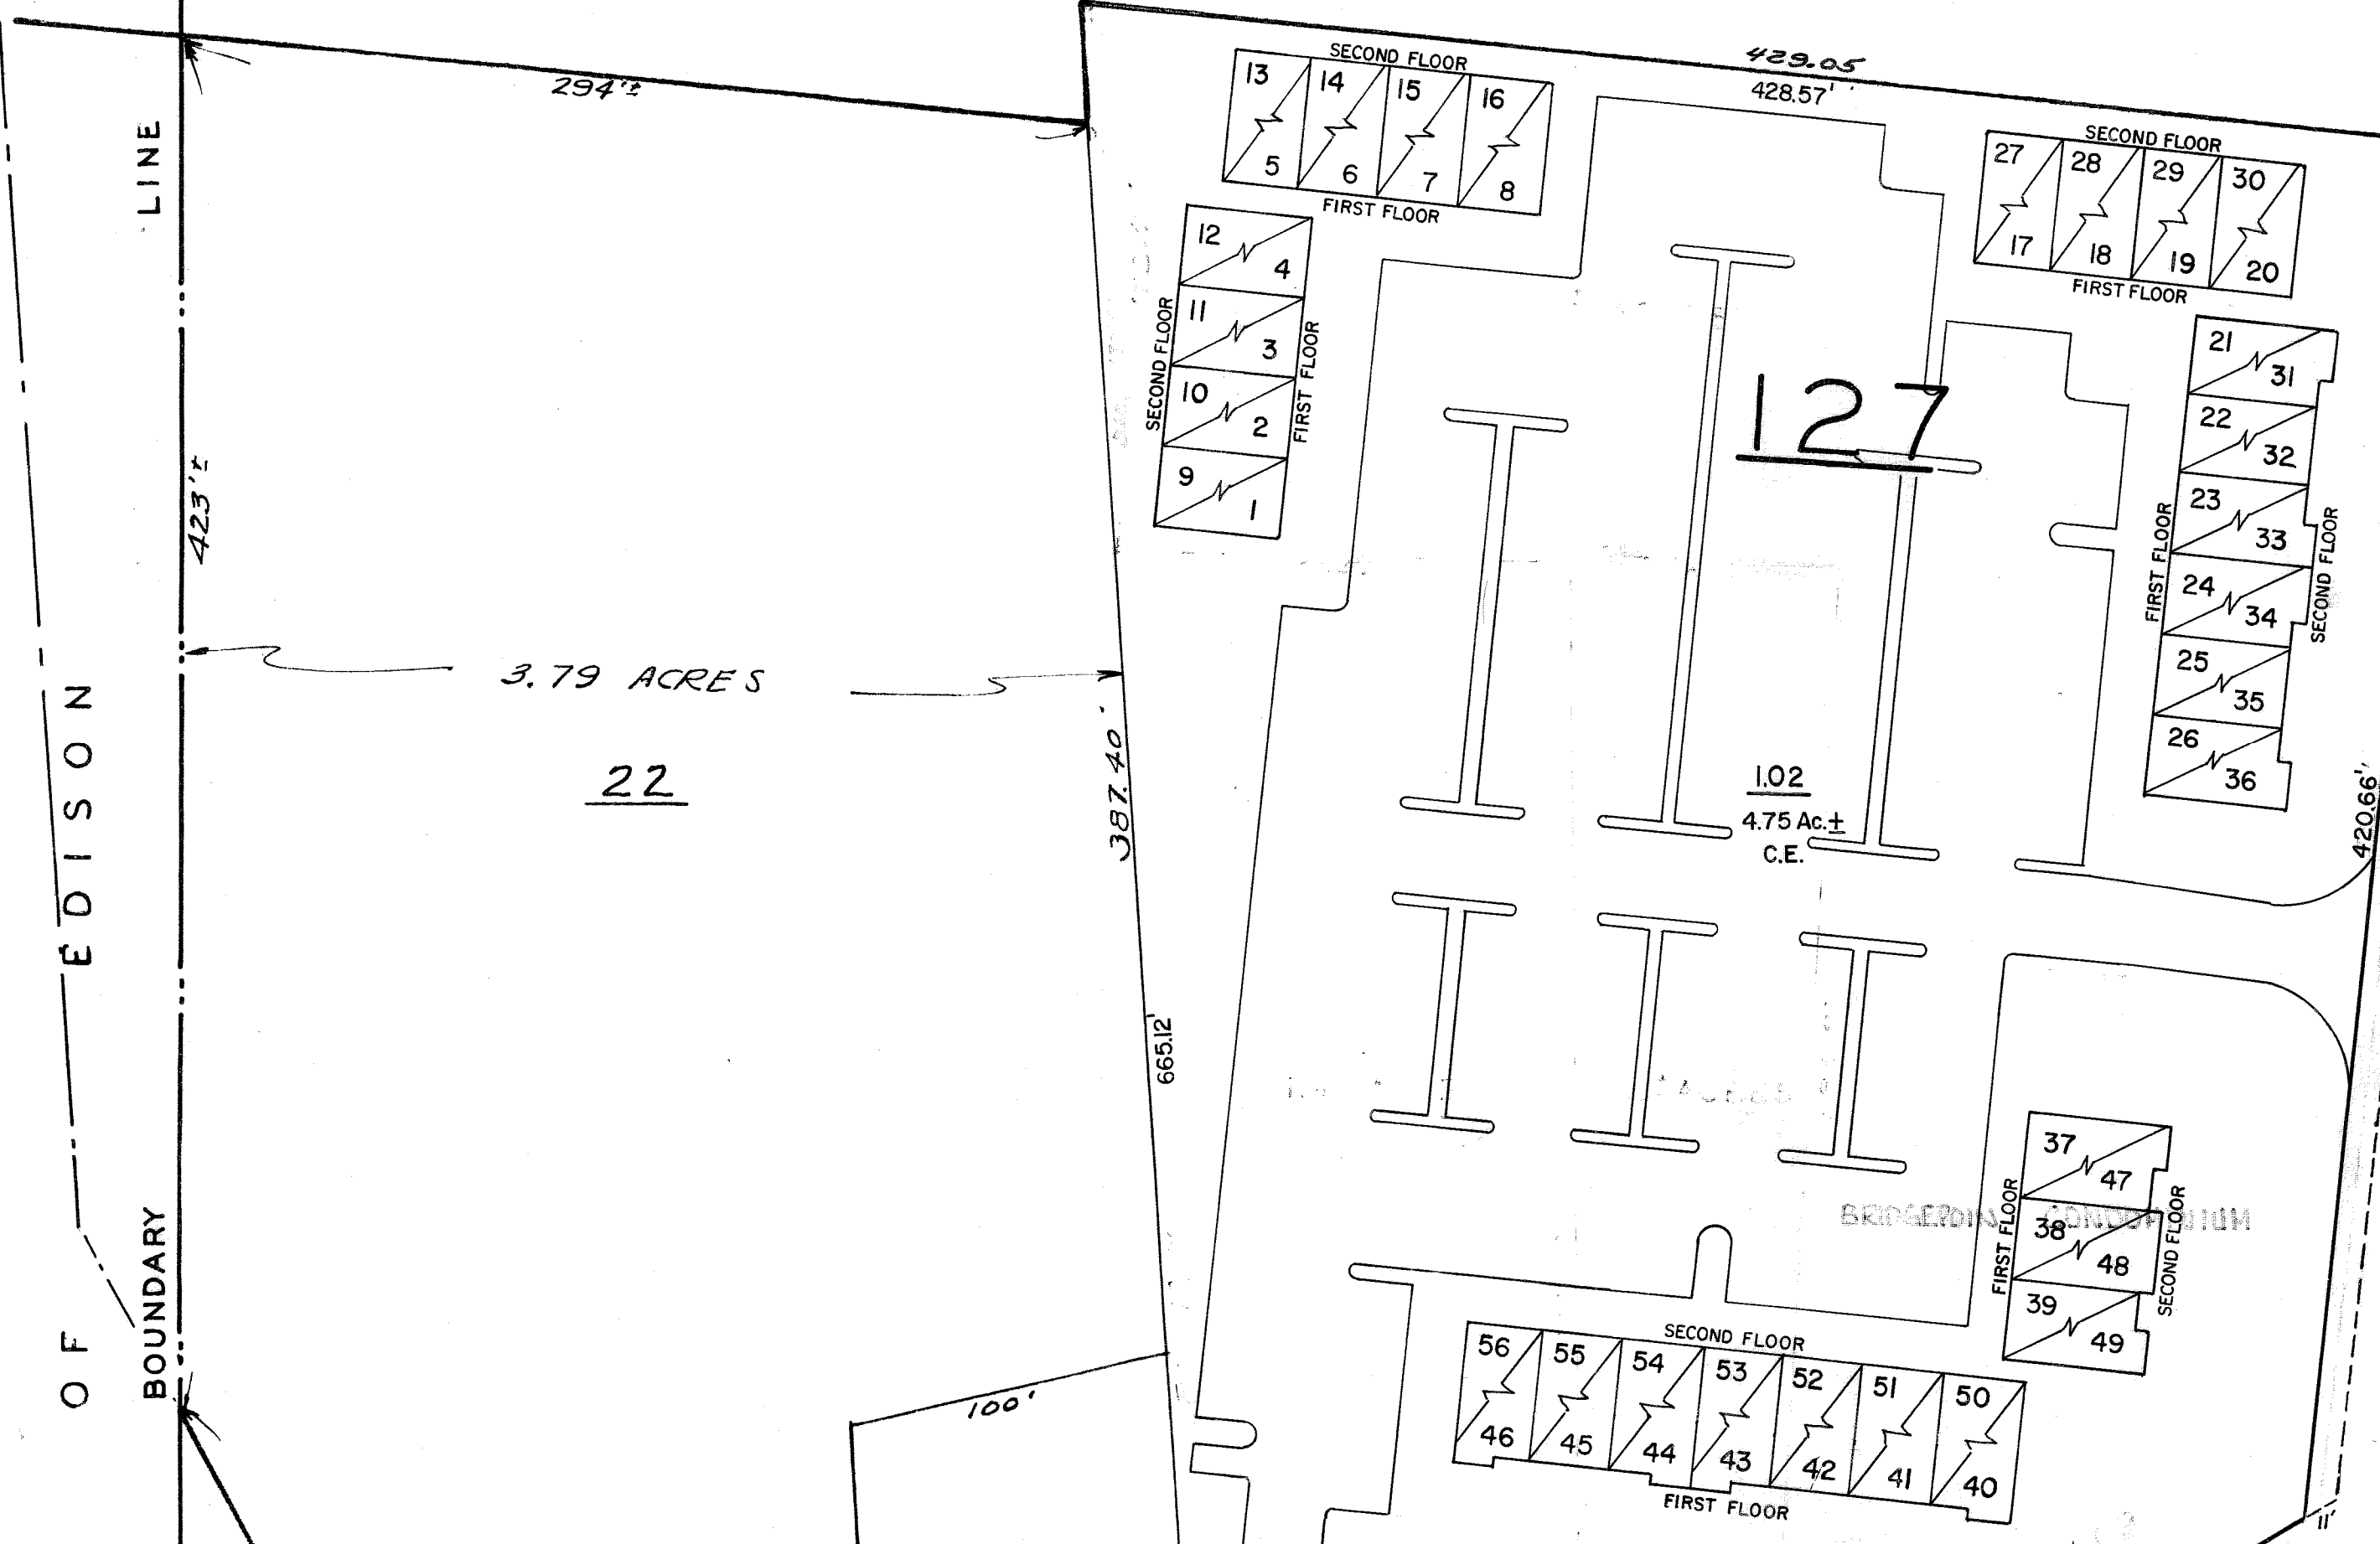 429.05
428.57'
294'±
SECOND FLOOR
13 14 15 16
5 6 7 8
FIRST FLOOR
SECOND FLOOR
27 28 29 30
17 18 19 20
FIRST FLOOR
LINE
12 4
11 3
10 2
9 1
SECOND FLOOR
FIRST FLOOR
127
21 31
22 32
23 33
24 34
25 35
26 36
FIRST FLOOR
SECOND FLOOR
423'±
3.79 ACRES
22
387.40'
1.02
4.75 Ac.±
C.E.
420.66'
EDISON
665.12'
OF
BOUNDARY
37 47
38 48
39 49
FIRST FLOOR
SECOND FLOOR
CONDOMINIUM
100'
SECOND FLOOR
56 55 54 53 52 51 50
46 45 44 43 42 41 40
FIRST FLOOR
11'